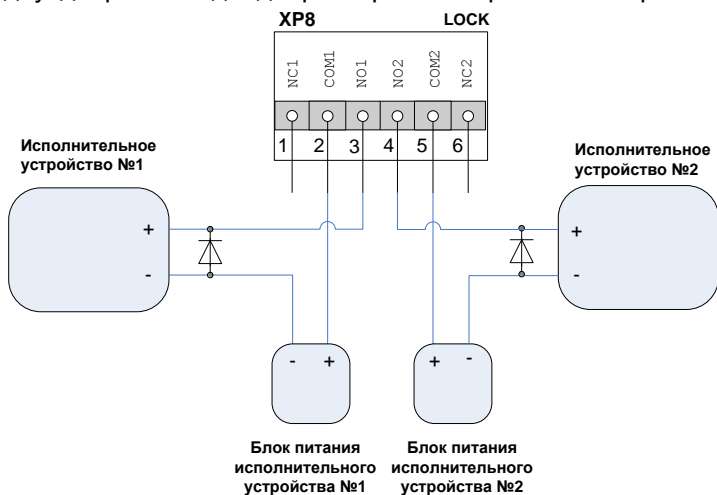 XP8 LOCK
NC1 COM1 NO1 NO2 COM2 NC2
1 2 3 4 5 6
Исполнительное
устройство №1
Исполнительное
устройство №2
+
-
+
-
- +
+ -
Блок питания
исполнительного
устройства №1
Блок питания
исполнительного
устройства №2